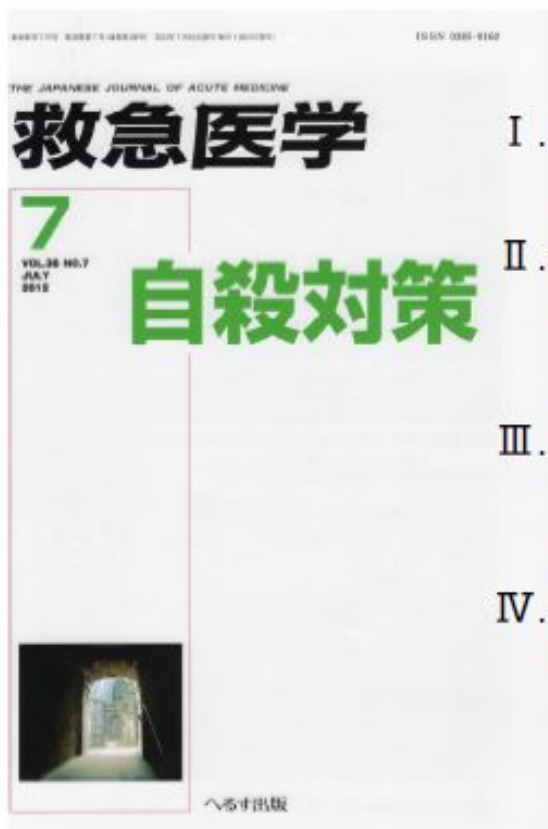 ISSN 0385-8162
THE JAPANESE JOURNAL OF ACUTE MEDICINE
救急医学
7
VOL.36 NO.7
JULY
2012
自殺対策
Ⅰ.
Ⅱ.
Ⅲ.
Ⅳ.
へるす出版